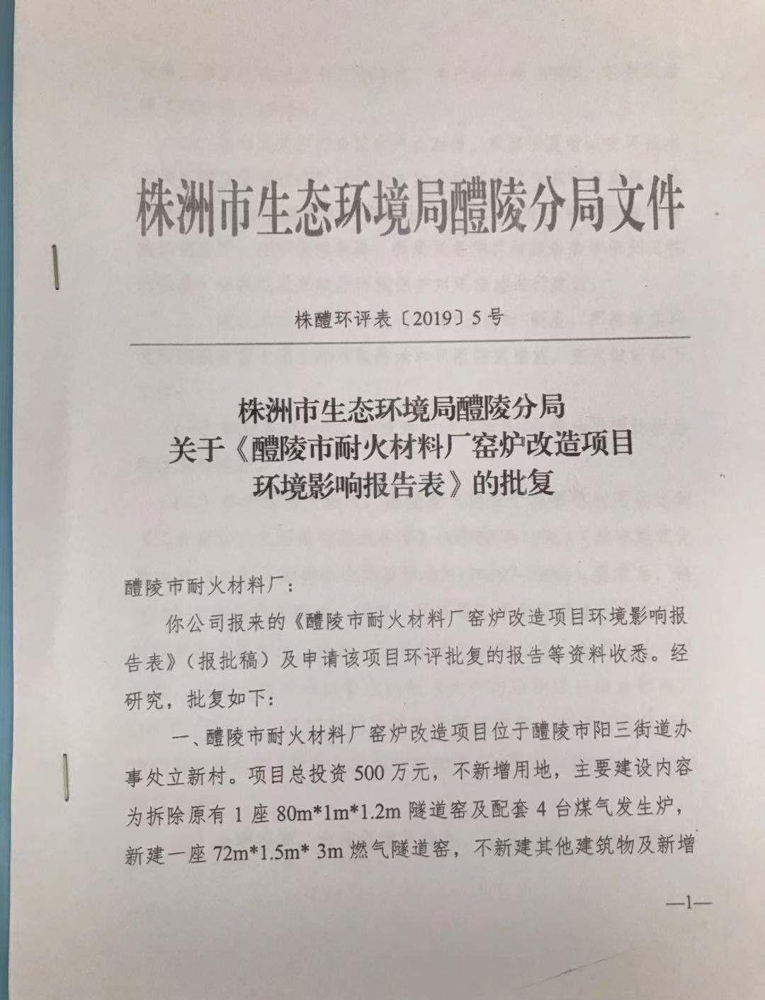 株洲市生态环境局醴陵分局文件
株醴环评表〔2019〕5号
株洲市生态环境局醴陵分局
关于《醴陵市耐火材料厂窑炉改造项目
环境影响报告表》的批复
醴陵市耐火材料厂：
你公司报来的《醴陵市耐火材料厂窑炉改造项目环境影响报
告表》（报批稿）及申请该项目环评批复的报告等资料收悉。经
研究，批复如下：
一、醴陵市耐火材料厂窑炉改造项目位于醴陵市阳三街道办
事处立新村。项目总投资500万元，不新增用地，主要建设内容
为拆除原有1座80m*1m*1.2m隧道窑及配套4台煤气发生炉，
新建一座72m*1.5m* 3m燃气隧道窑，不新建其他建筑物及新增
—1—